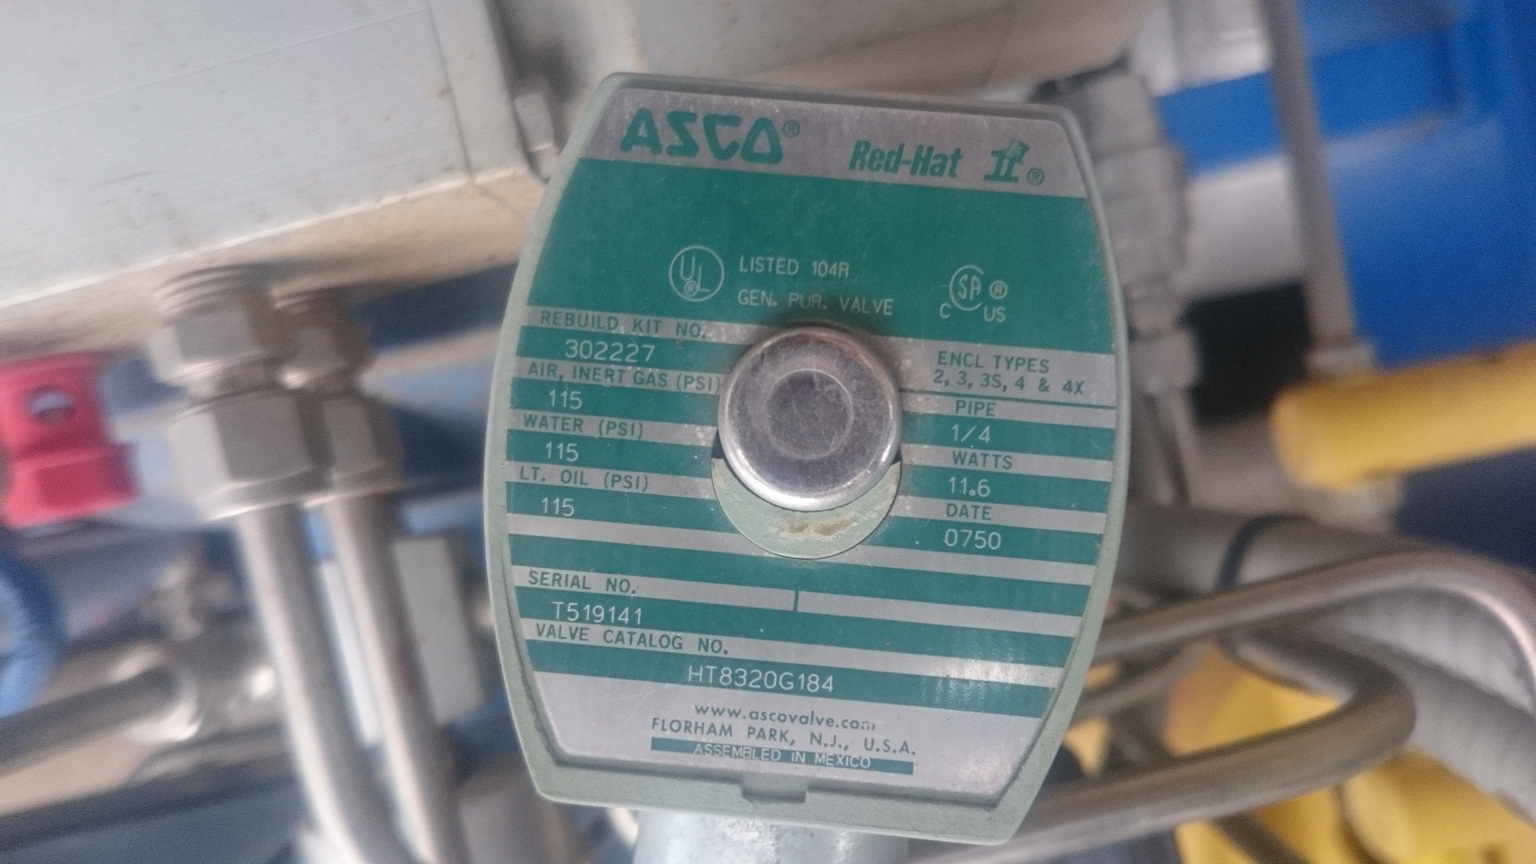 ASCO® Red-Hat II®
UL® LISTED 104R
GEN. PUR. VALVE
C SA® US
REBUILD KIT NO.
302227
AIR, INERT GAS (PSI)
115
WATER (PSI)
115
LT. OIL (PSI)
115
ENCL TYPES
2, 3, 3S, 4 & 4X
PIPE
1/4
WATTS
11.6
DATE
0750
SERIAL NO.
T519141
VALVE CATALOG NO.
HT8320G184
www.ascovalve.com
FLORHAM PARK, N.J., U.S.A.
ASSEMBLED IN MEXICO